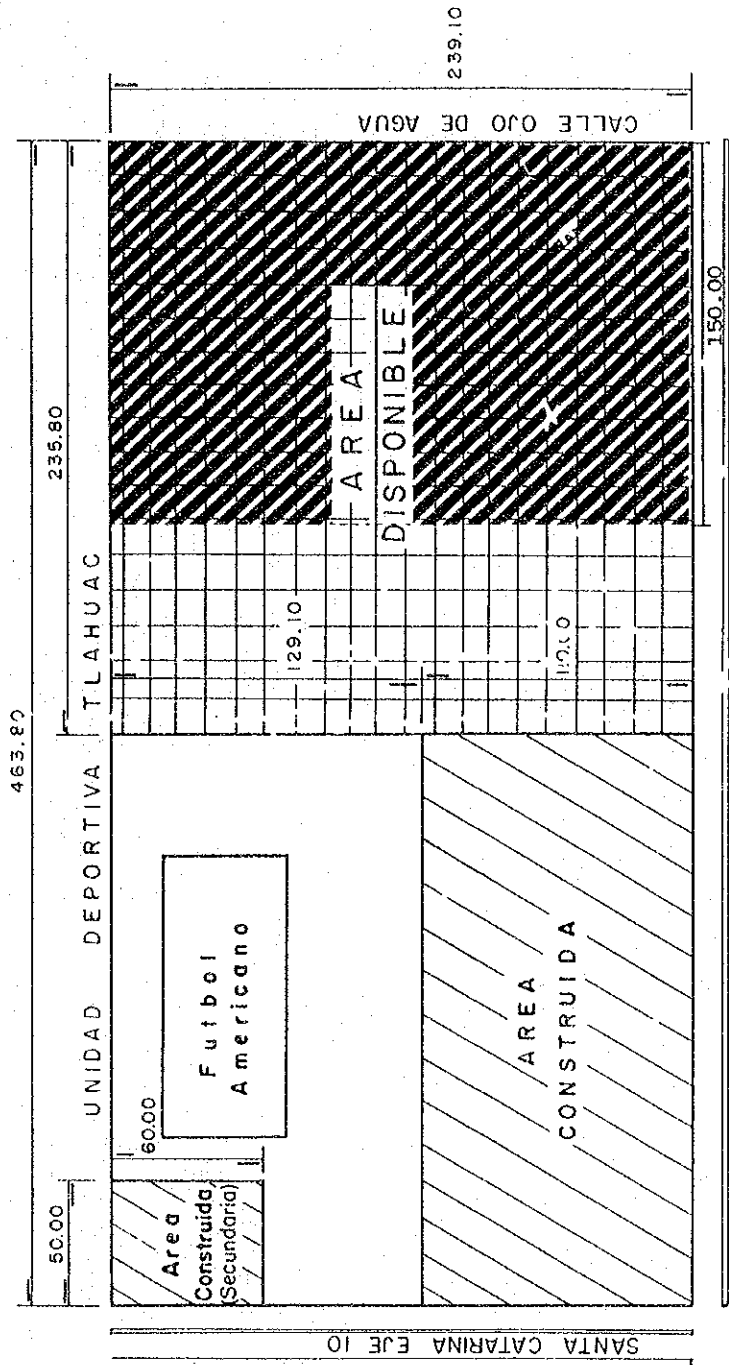 463.80
235.80
50.00
UNIDAD DEPORTIVA TLAHUAC
60.00
239.10
Area
Construida
(Secundaria)
Futbol
Americano
129.10
AREA
DISPONIBLE
AREA
CONSTRUIDA
150.00
SANTA CATARINA EJE 10
CALLE OJO DE AGUA